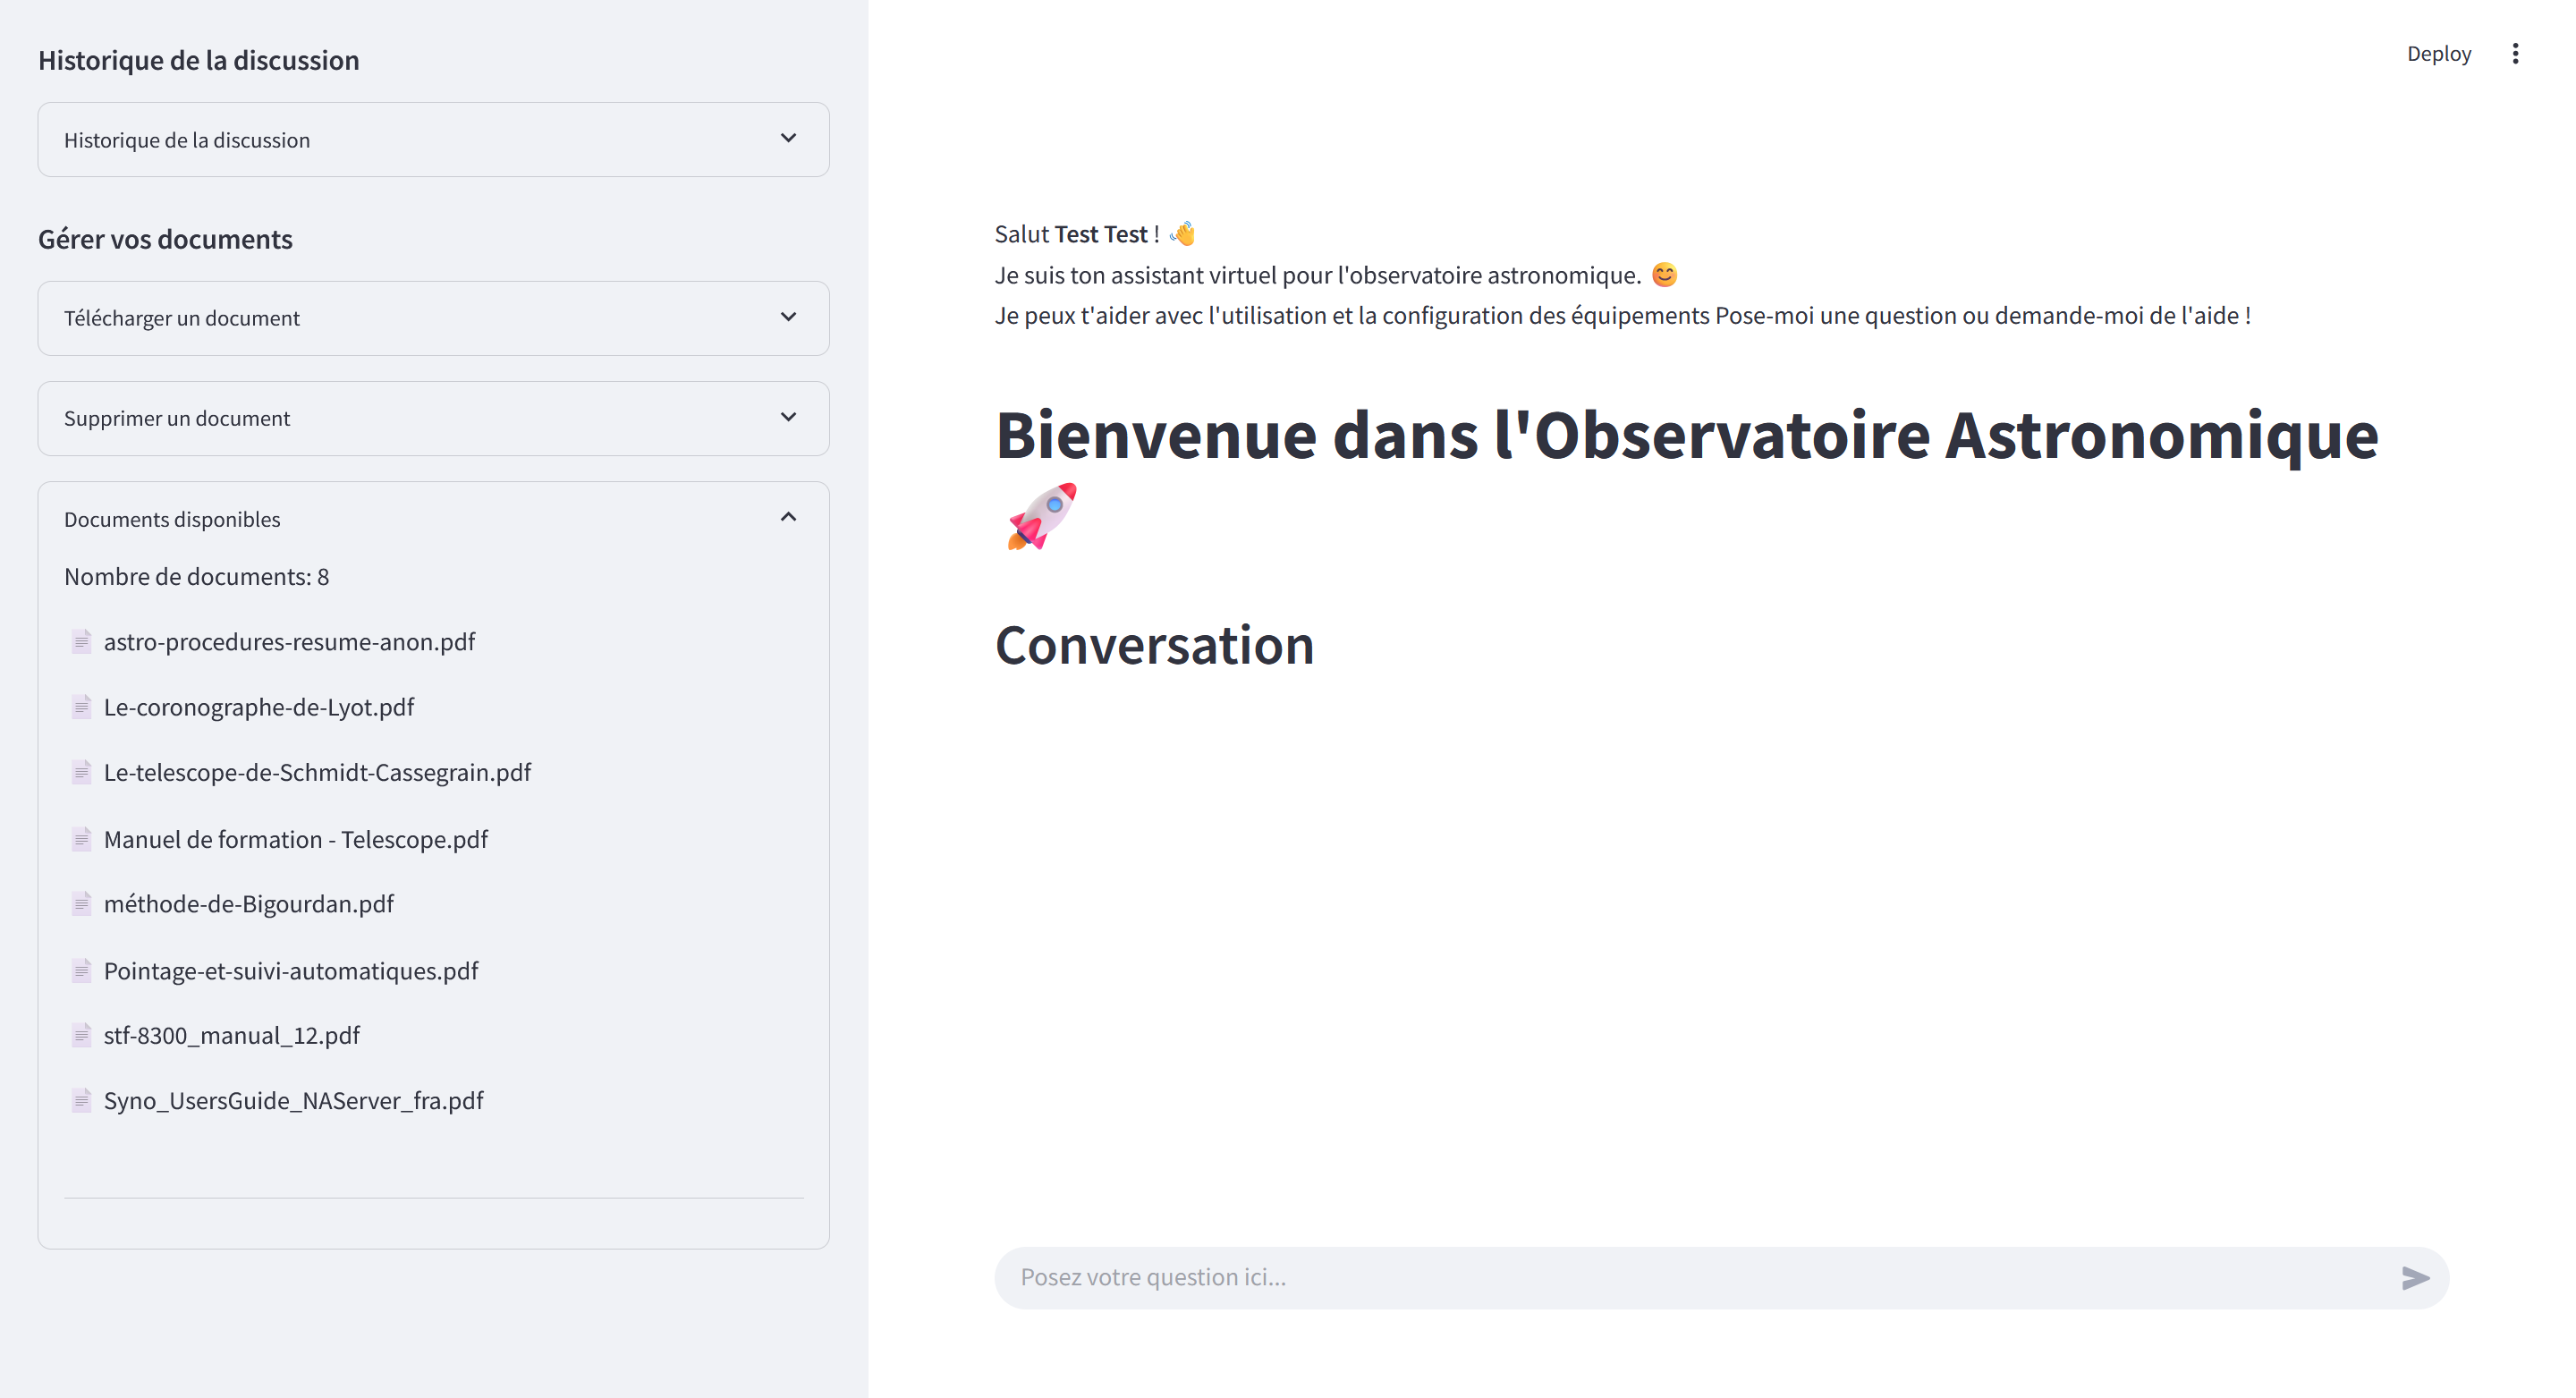 Historique de la discussion
Historique de la discussion
Gérer vos documents
Télécharger un document
Supprimer un document
Documents disponibles
Nombre de documents: 8
astro-procedures-resume-anon.pdf
Le-coronographe-de-Lyot.pdf
Le-telescope-de-Schmidt-Cassegrain.pdf
Manuel de formation - Telescope.pdf
méthode-de-Bigourdan.pdf
Pointage-et-suivi-automatiques.pdf
stf-8300_manual_12.pdf
Syno_UsersGuide_NAServer_fra.pdf
Deploy
Salut Test Test ! 👋
Je suis ton assistant virtuel pour l'observatoire astronomique. 😊
Je peux t'aider avec l'utilisation et la configuration des équipements Pose-moi une question ou demande-moi de l'aide !
Bienvenue dans l'Observatoire Astronomique
🚀
Conversation
Posez votre question ici...